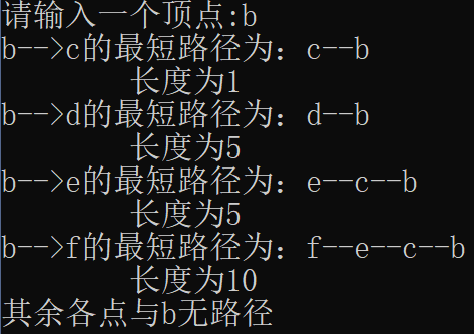 请输入一个顶点:b
b-->c的最短路径为：c--b
长度为1
b-->d的最短路径为：d--b
长度为5
b-->e的最短路径为：e--c--b
长度为5
b-->f的最短路径为：f--e--c--b
长度为10
其余各点与b无路径